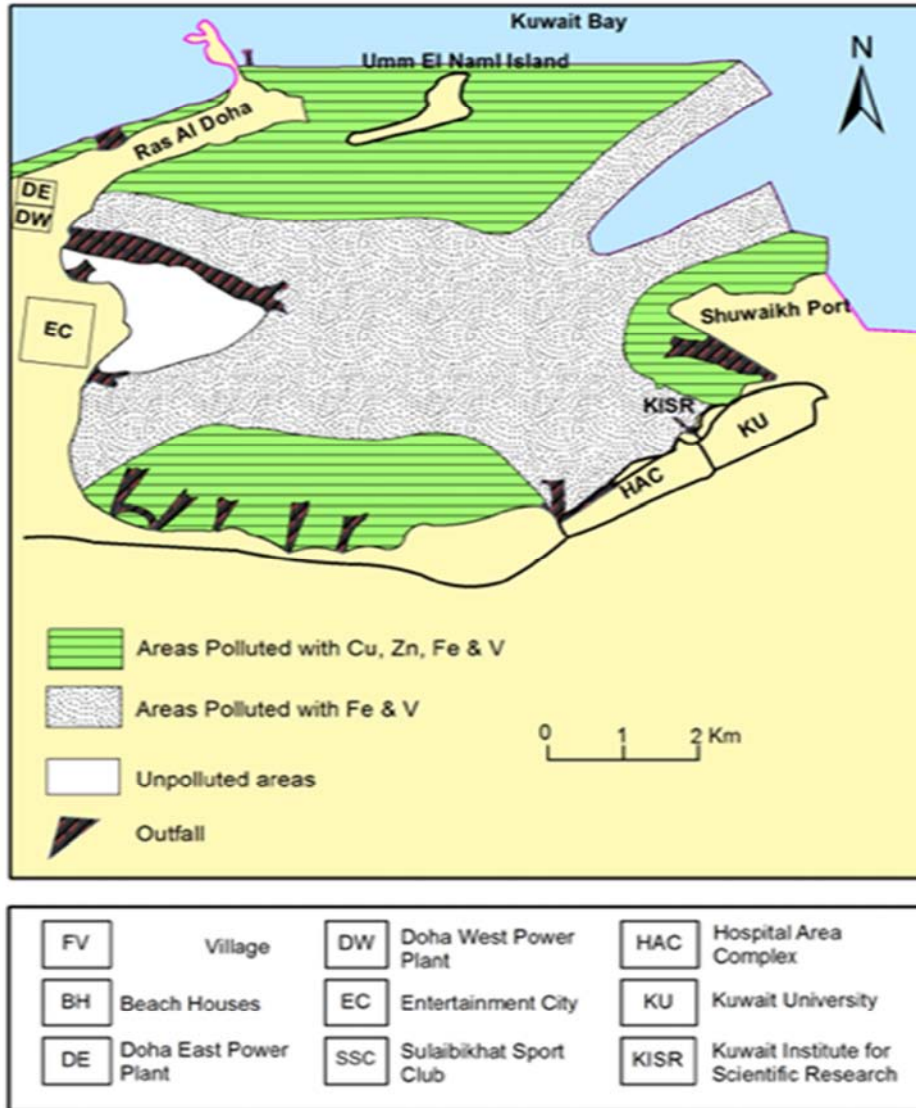 Kuwait Bay
Umm El Naml Island
N
Ras Al Doha
DE
DW
EC
Shuwaikh Port
KISR
KU
HAC
Areas Polluted with Cu, Zn, Fe & V
Areas Polluted with Fe & V
0 1 2 Km
Unpolluted areas
Outfall
FV Village
DW Doha West Power
Plant
HAC Hospital Area
Complex
BH Beach Houses
EC Entertainment City
KU Kuwait University
DE Doha East Power
Plant
SSC Sulaibikhat Sport
Club
KISR Kuwait Institute for
Scientific Research